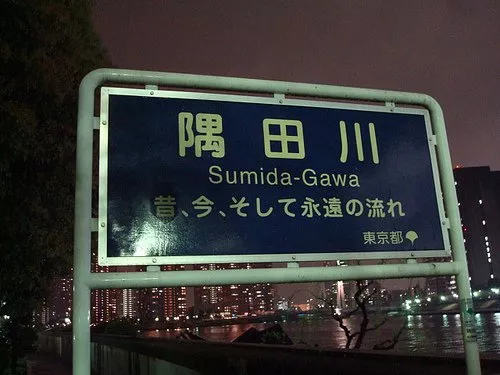 隅田川
Sumida-Gawa
昔、今、そして永遠の流れ
東京都